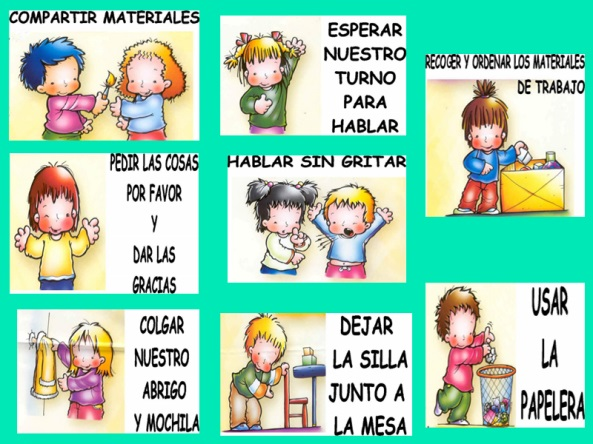 COMPARTIR MATERIALES
ESPERAR
NUESTRO
TURNO
PARA
HABLAR
RECOGER Y ORDENAR LOS MATERIALES
DE TRABAJO
PEDIR LAS COSAS
POR FAVOR
Y
DAR LAS
GRACIAS
HABLAR SIN GRITAR
COLGAR
NUESTRO
ABRIGO
Y MOCHILA
DEJAR
LA SILLA
JUNTO A
LA MESA
USAR
LA
PAPELERA